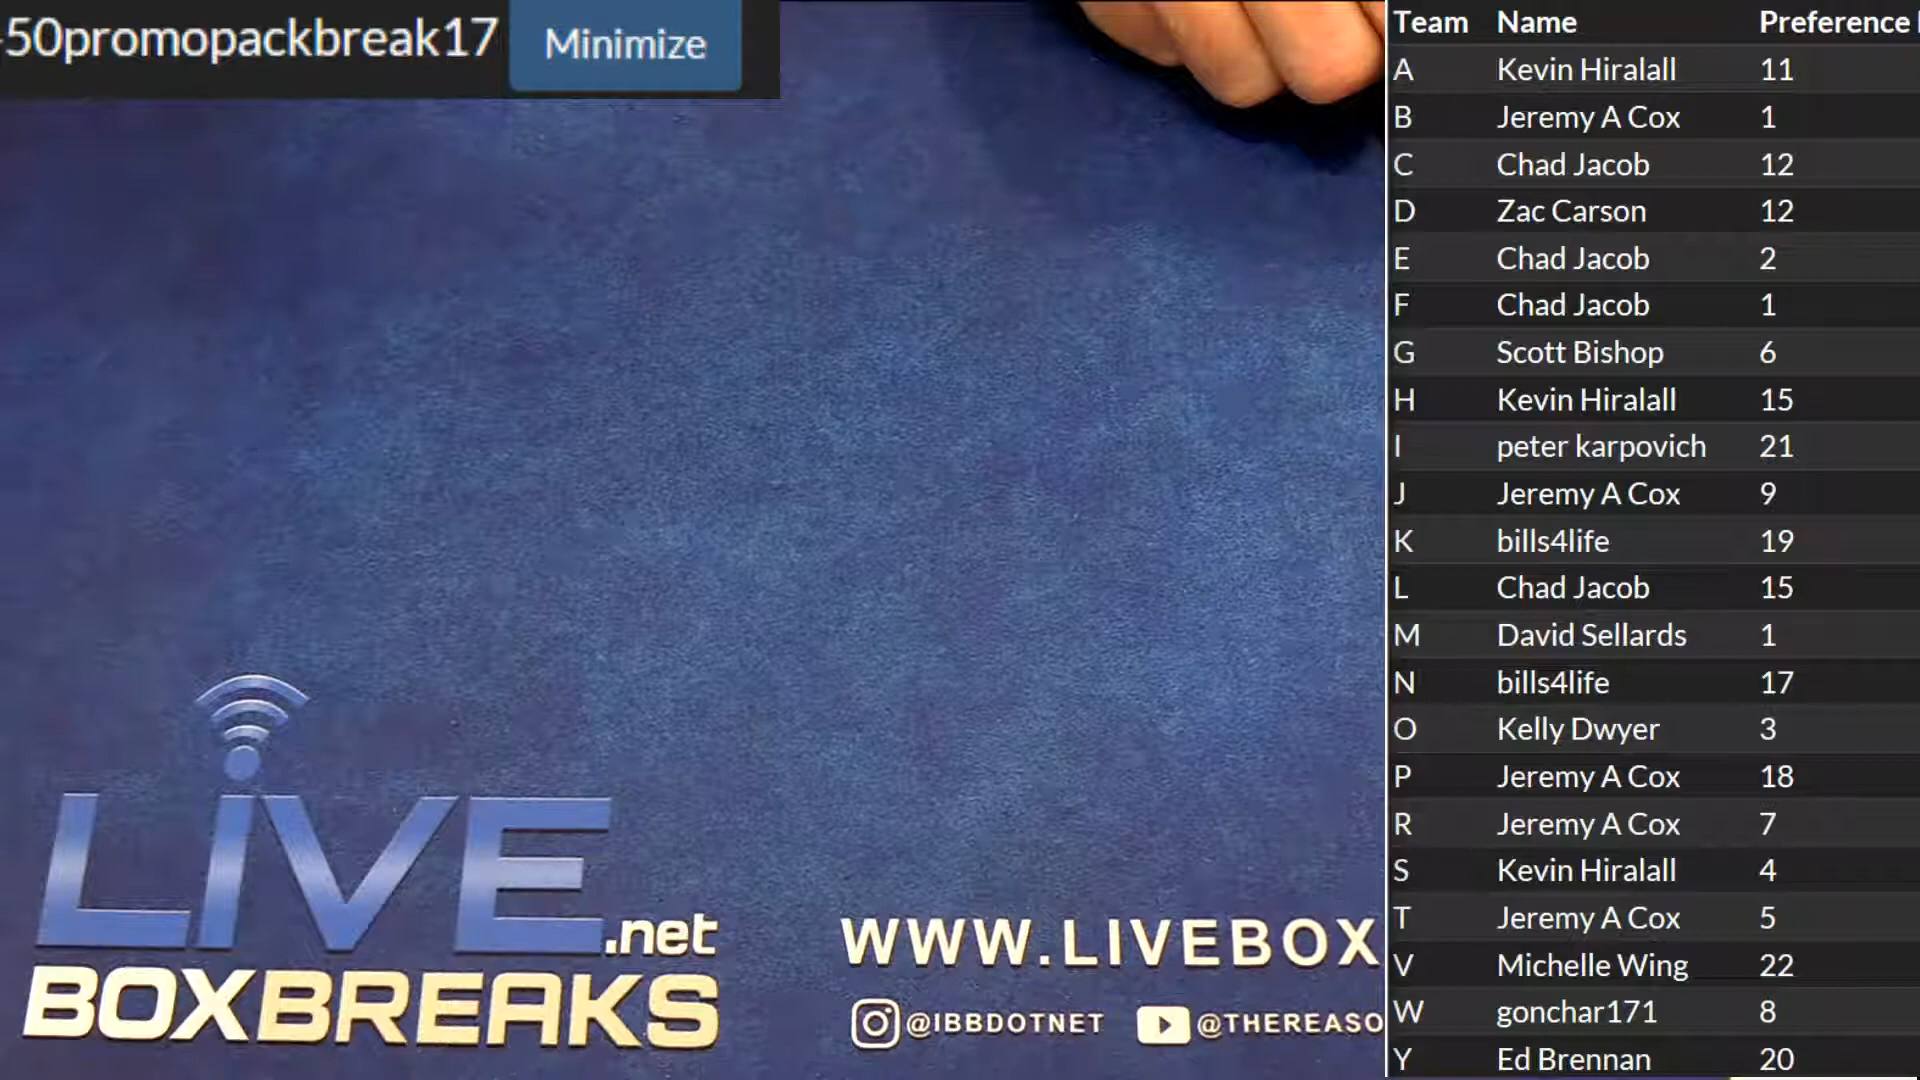 50promopackbreak17 Minimize
Team Name Preference
A Kevin Hiralall 11
B Jeremy A Cox 1
C Chad Jacob 12
D Zac Carson 12
E Chad Jacob 2
F Chad Jacob 1
G Scott Bishop 6
H Kevin Hiralall 15
I peter karpovich 21
J Jeremy A Cox 9
K bills4life 19
L Chad Jacob 15
M David Sellards 1
N bills4life 17
O Kelly Dwyer 3
P Jeremy A Cox 18
R Jeremy A Cox 7
S Kevin Hiralall 4
T Jeremy A Cox 5
V Michelle Wing 22
W gonchar171 8
Y Ed Brennan 20
LIVE.net
BOXBREAKS
WWW.LIVEBOX
@IBBDOTNET @THEREASO